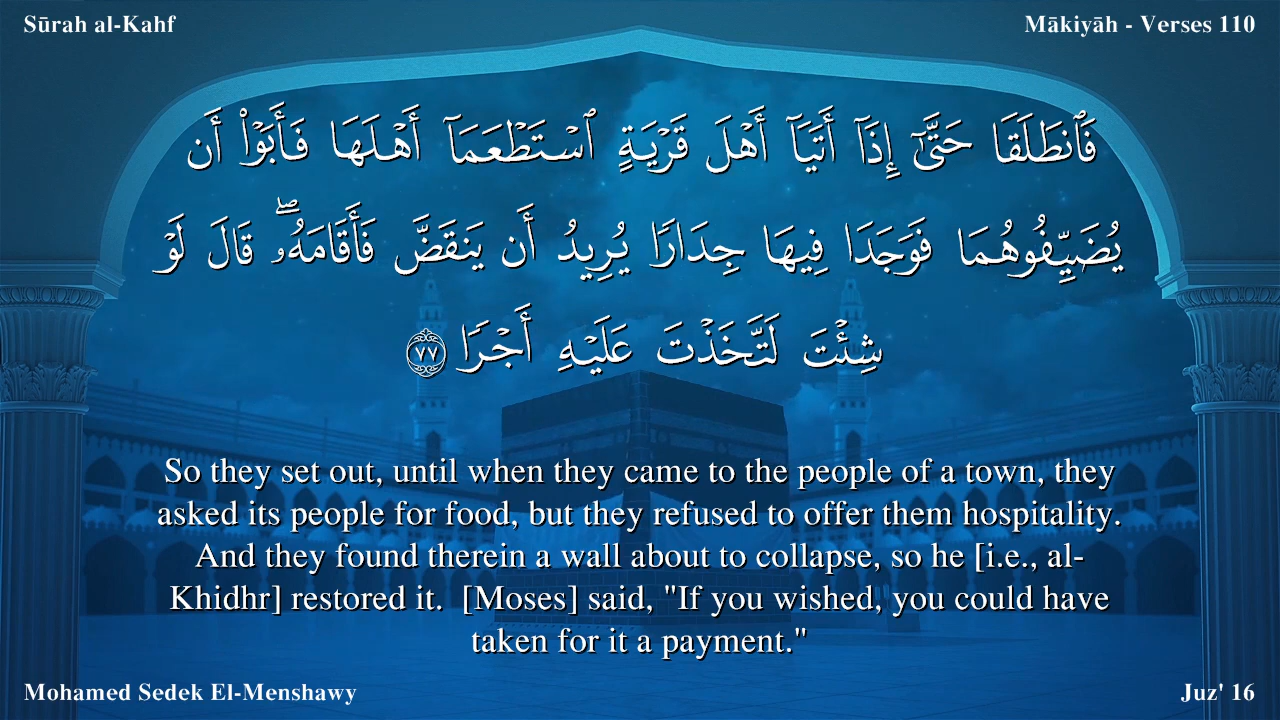 Sūrah al-Kahf
Mākiyāh - Verses 110
فَٱنطَلَقَا حَتَّىٰٓ إِذَآ أَتَيَآ أَهْلَ قَرْيَةٍ ٱسْتَطْعَمَآ أَهْلَهَا فَأَبَوْا۟ أَن
يُضَيِّفُوهُمَا فَوَجَدَا فِيهَا جِدَارًا يُرِيدُ أَن يَنقَضَّ فَأَقَامَهُۥ ۖ قَالَ لَوْ
شِئْتَ لَتَّخَذْتَ عَلَيْهِ أَجْرًا ٧٧
So they set out, until when they came to the people of a town, they
asked its people for food, but they refused to offer them hospitality.
And they found therein a wall about to collapse, so he [i.e., al-
Khidhr] restored it.  [Moses] said, "If you wished, you could have
taken for it a payment."
Mohamed Sedek El-Menshawy
Juz' 16